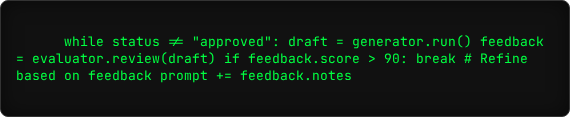 while status != "approved": draft = generator.run() feedback
= evaluator.review(draft) if feedback.score > 90: break # Refine
based on feedback prompt += feedback.notes